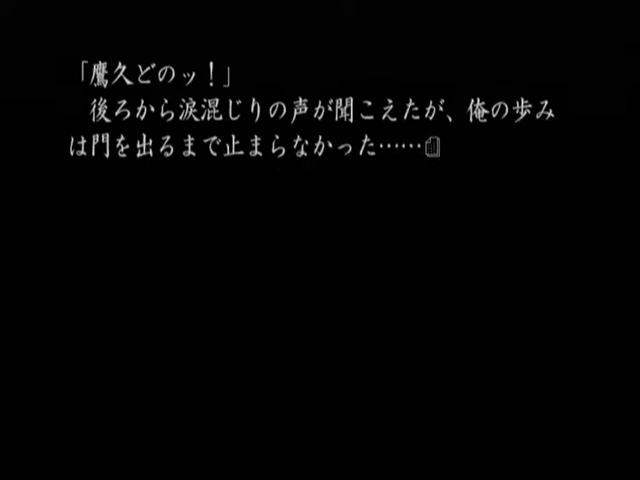 「鷹久どのッ！」
後ろから涙混じりの声が聞こえたが、俺の歩み
は門を出るまで止まらなかった……